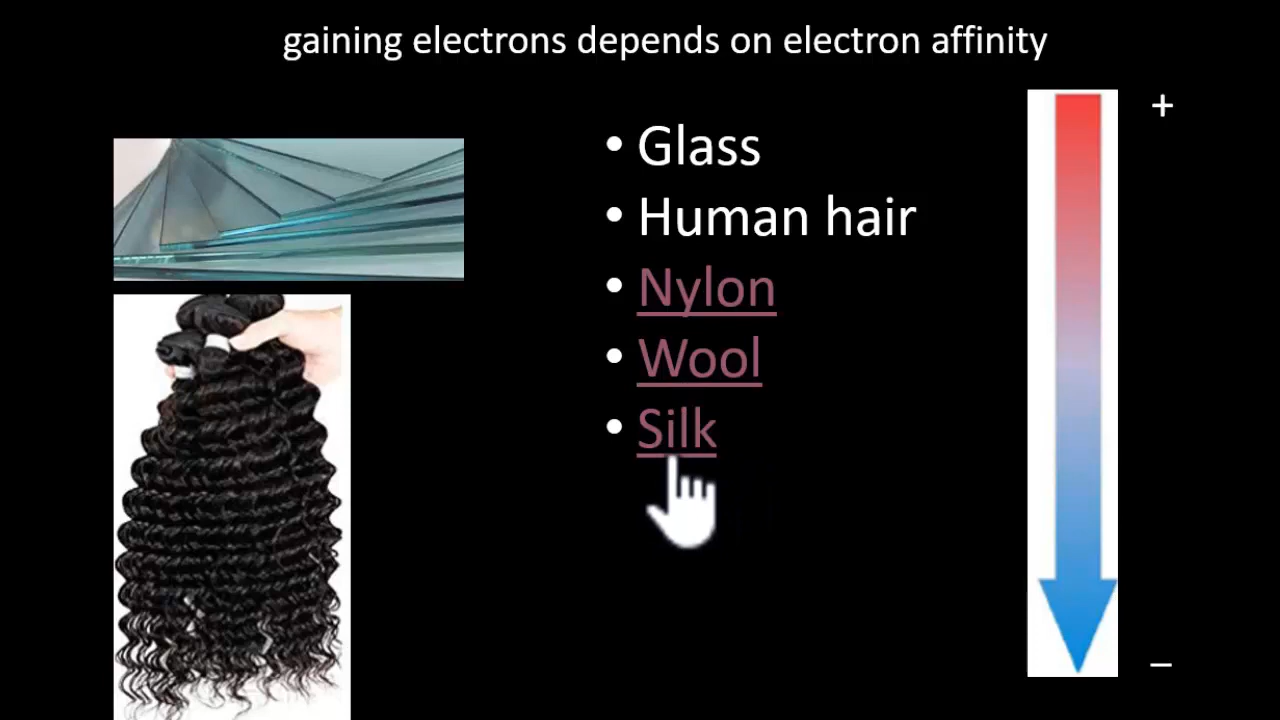 gaining electrons depends on electron affinity
• Glass
• Human hair
• Nylon
• Wool
• Silk
+
–